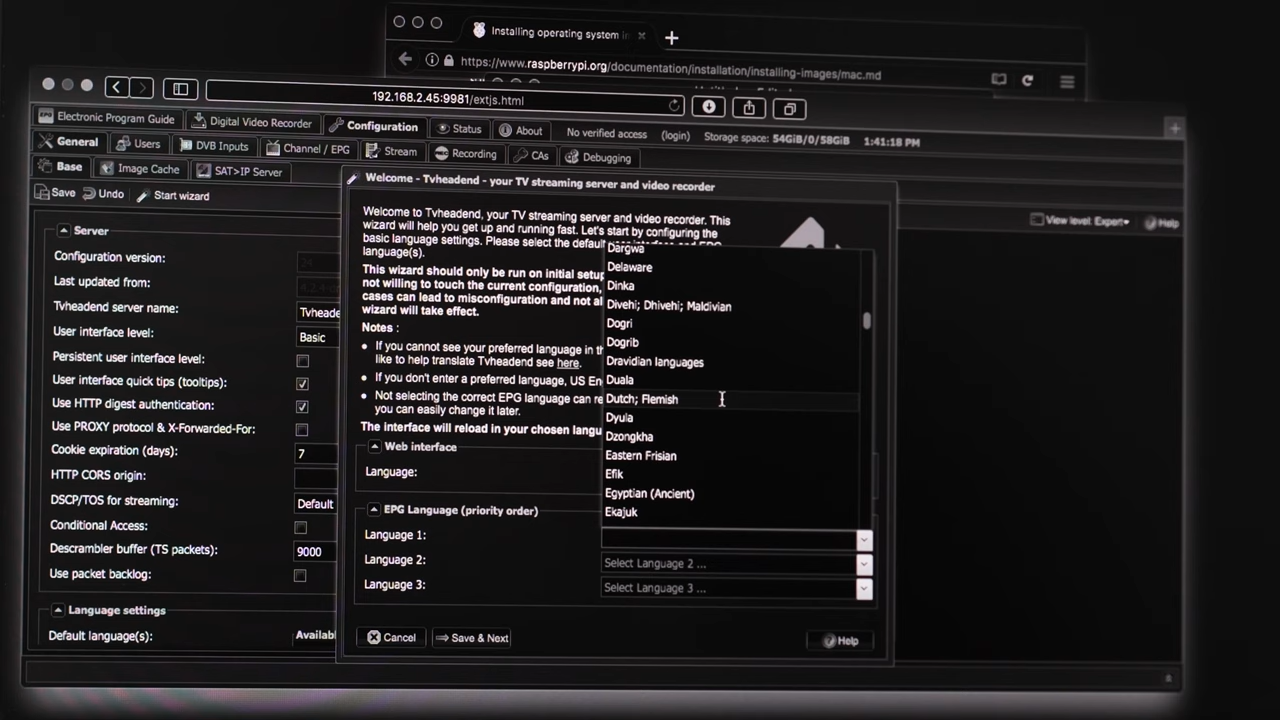 Installing operating system i
https://www.raspberrypi.org/documentation/installation/installing-images/mac.md
192.168.2.45:9981/extjs.html
Electronic Program Guide
Digital Video Recorder
Configuration
Status
About
No verified access
(login)
Storage space: 54GiB/0/58GiB
1:41:18 PM
General
Users
DVB Inputs
Channel / EPG
Stream
Recording
CAs
Debugging
Base
Image Cache
SAT>IP Server
Save
Undo
Start wizard
View level: Expert
Help
Server
Configuration version:
Last updated from:
Tvheadend server name:
Tvheade
User interface level:
Basic
Persistent user interface level:
User interface quick tips (tooltips):
Use HTTP digest authentication:
Use PROXY protocol & X-Forwarded-For:
Cookie expiration (days):
7
HTTP CORS origin:
DSCP/TOS for streaming:
Default
Conditional Access:
Descrambler buffer (TS packets):
9000
Use packet backlog:
Language settings
Default language(s):
Availabl
Welcome - Tvheadend - your TV streaming server and video recorder
Welcome to Tvheadend, your TV streaming server and video recorder. This
wizard will help you get up and running fast. Let's start by configuring the
basic language settings. Please select the default
language(s).
This wizard should only be run on initial setup
not willing to touch the current configuration,
cases can lead to misconfiguration and not al
wizard will take effect.
Notes :
If you cannot see your preferred language in th
like to help translate Tvheadend see here.
If you don't enter a preferred language, US En
Not selecting the correct EPG language can re
you can easily change it later.
The interface will reload in your chosen langu
Web interface
Language:
EPG Language (priority order)
Language 1:
Language 2:
Select Language 2 ...
Language 3:
Select Language 3 ...
Dargwa
Delaware
Dinka
Divehi; Dhivehi; Maldivian
Dogri
Dogrib
Dravidian languages
Duala
Dutch; Flemish
Dyula
Dzongkha
Eastern Frisian
Efik
Egyptian (Ancient)
Ekajuk
Cancel
Save & Next
Help